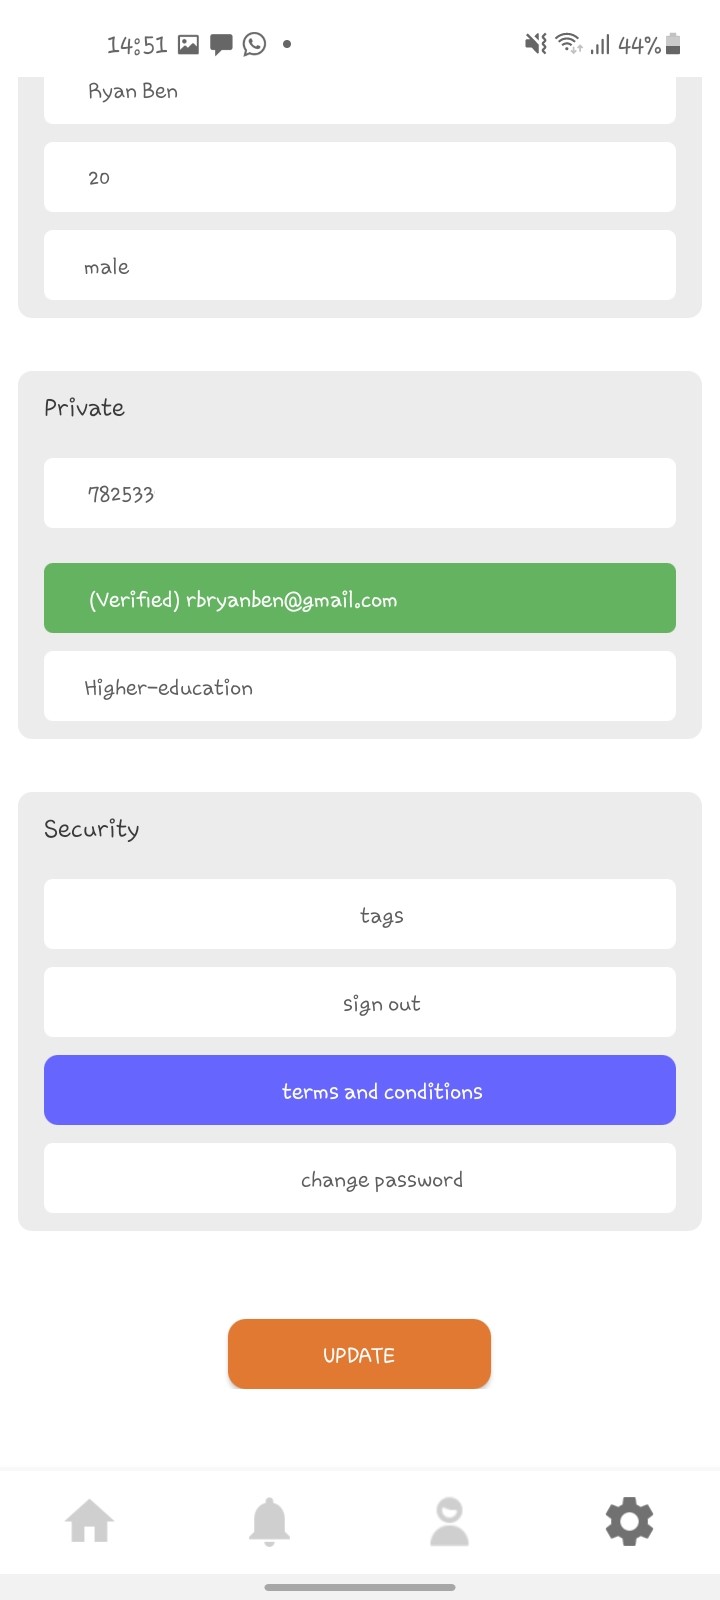 14:51 44%
Ryan Ben
20
male
Private
782533
(Verified) rbryanben@gmail.com
Higher-education
Security
tags
sign out
terms and conditions
change password
UPDATE